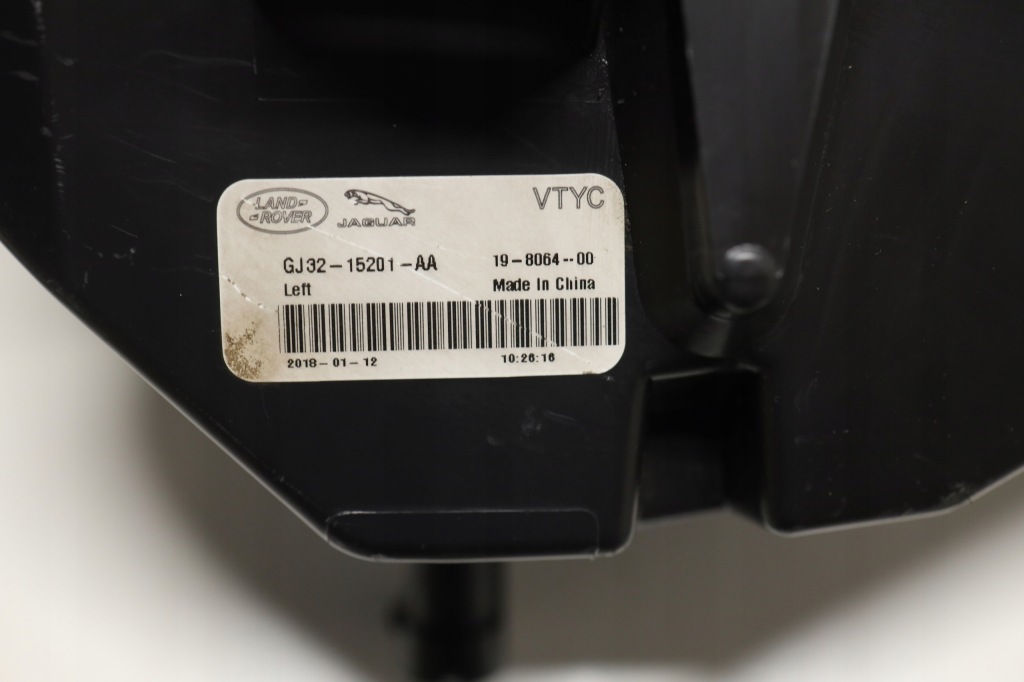 LAND ROVER
JAGUAR
VTYC
GJ32-15201-AA
19-8064--00
Left
Made In China
2018-01-12
10:26:16